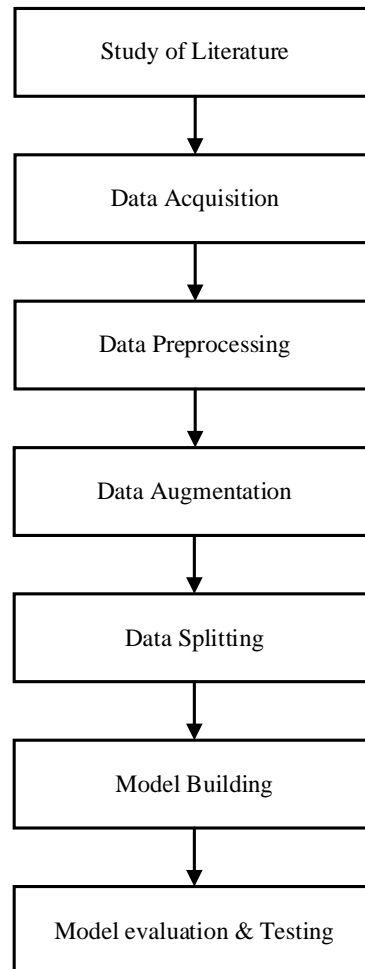 Study of Literature
Data Acquisition
Data Preprocessing
Data Augmentation
Data Splitting
Model Building
Model evaluation & Testing